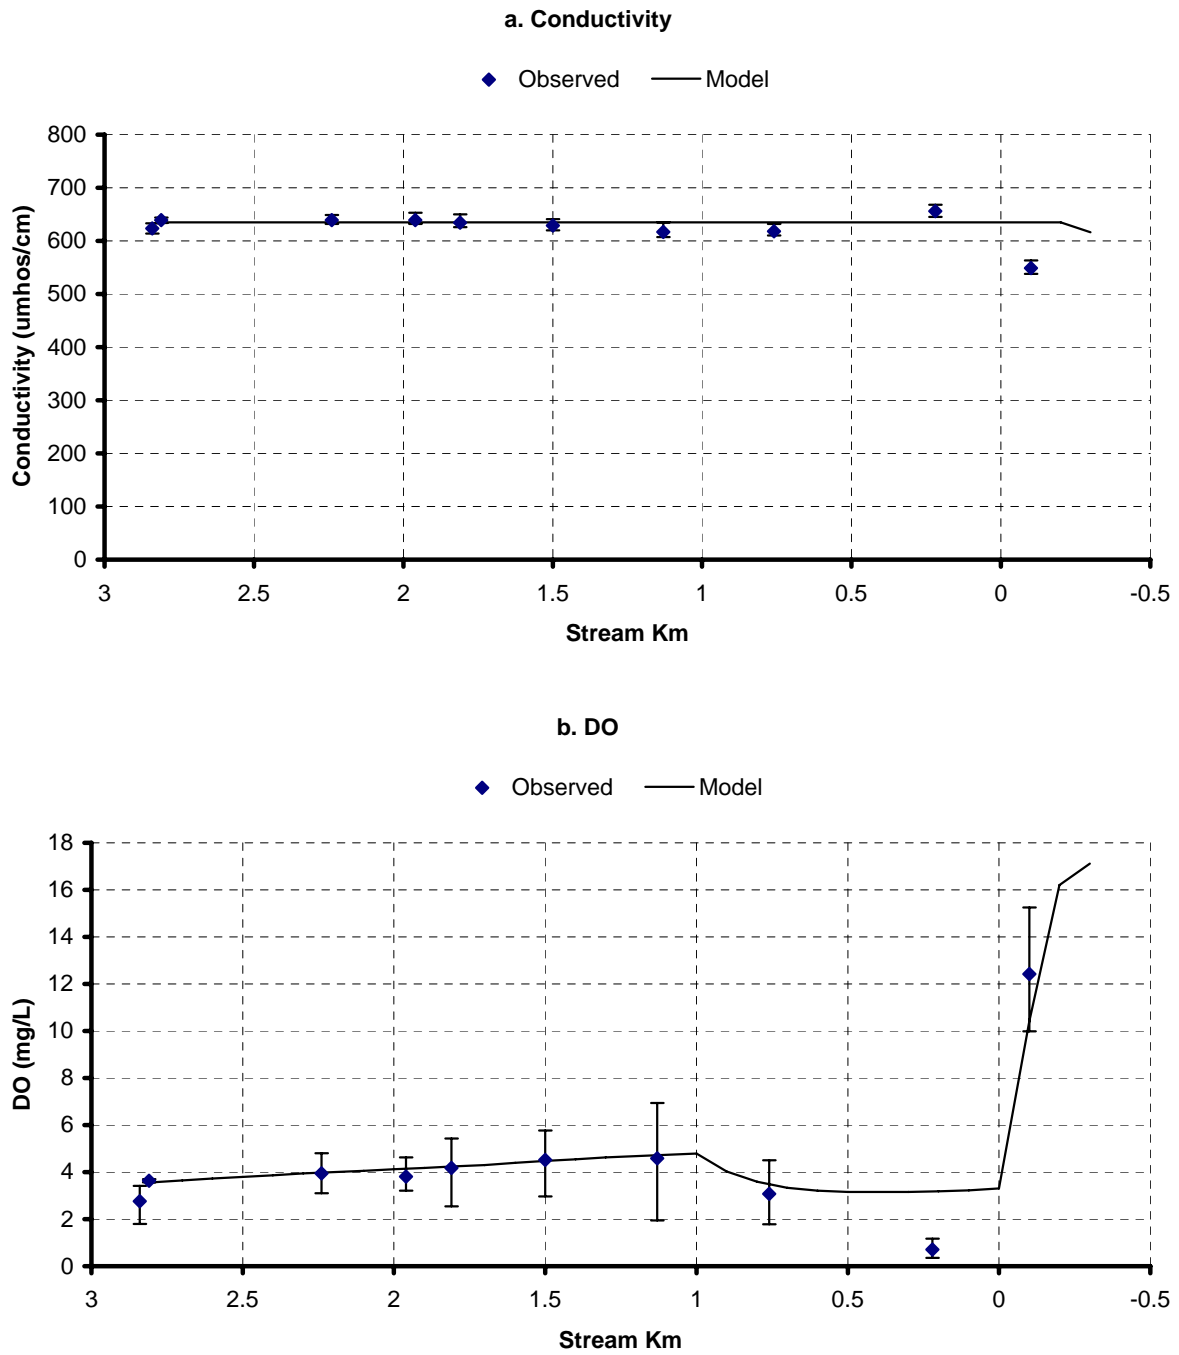 a. Conductivity
Observed Model
800
700
600
500
400
300
200
100
0
Conductivity (umhos/cm)
3 2.5 2 1.5 1 0.5 0 -0.5
Stream Km
b. DO
Observed Model
18
16
14
12
10
8
6
4
2
0
DO (mg/L)
3 2.5 2 1.5 1 0.5 0 -0.5
Stream Km